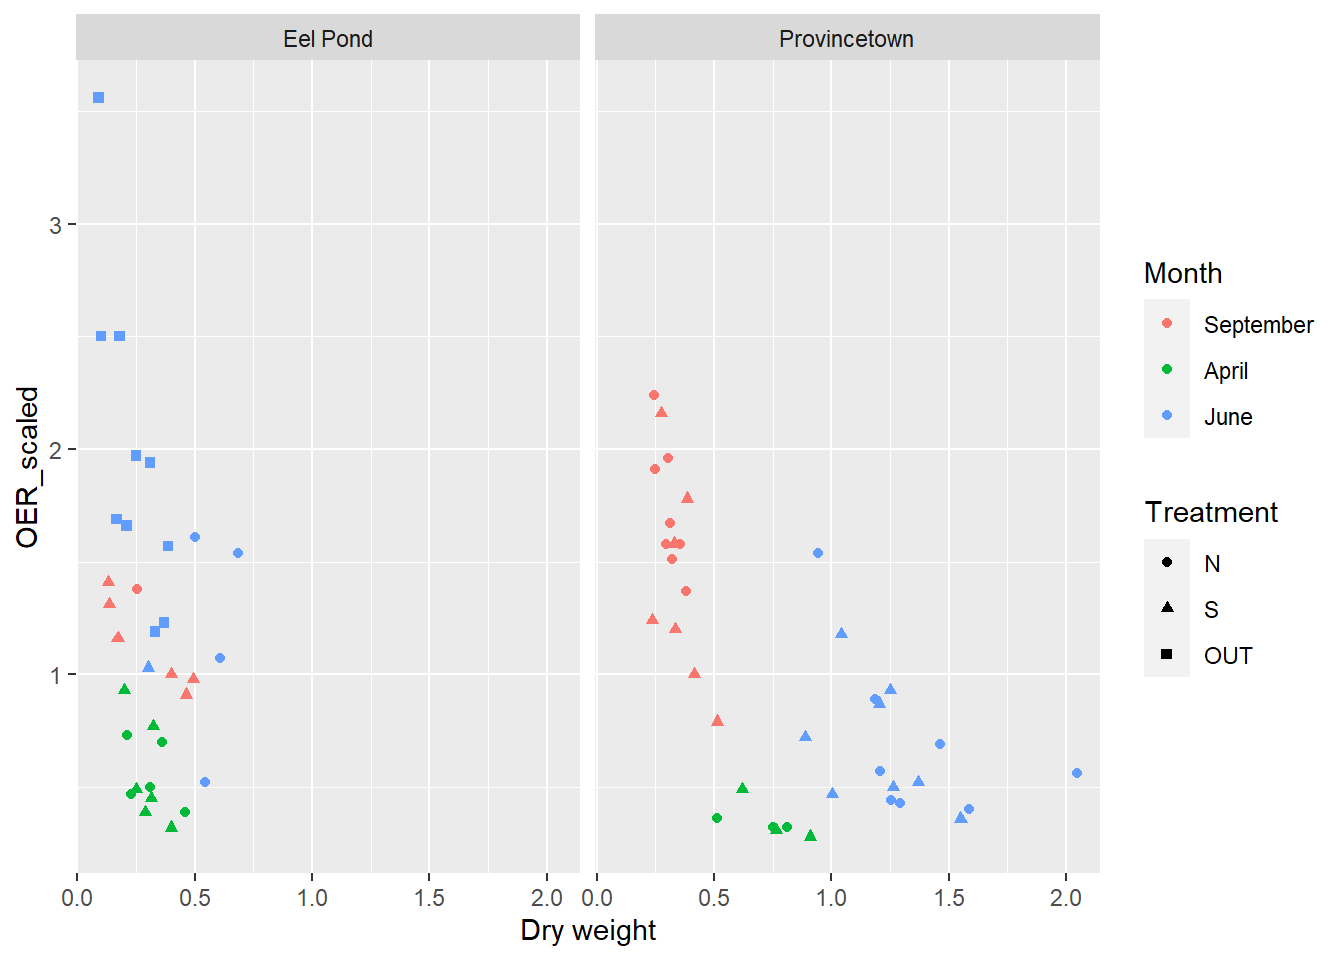 Eel Pond
Provincetown
3
2
1
OER_scaled
0.0 0.5 1.0 1.5 2.0
0.0 0.5 1.0 1.5 2.0
Dry weight
Month
September
April
June
Treatment
N
S
OUT